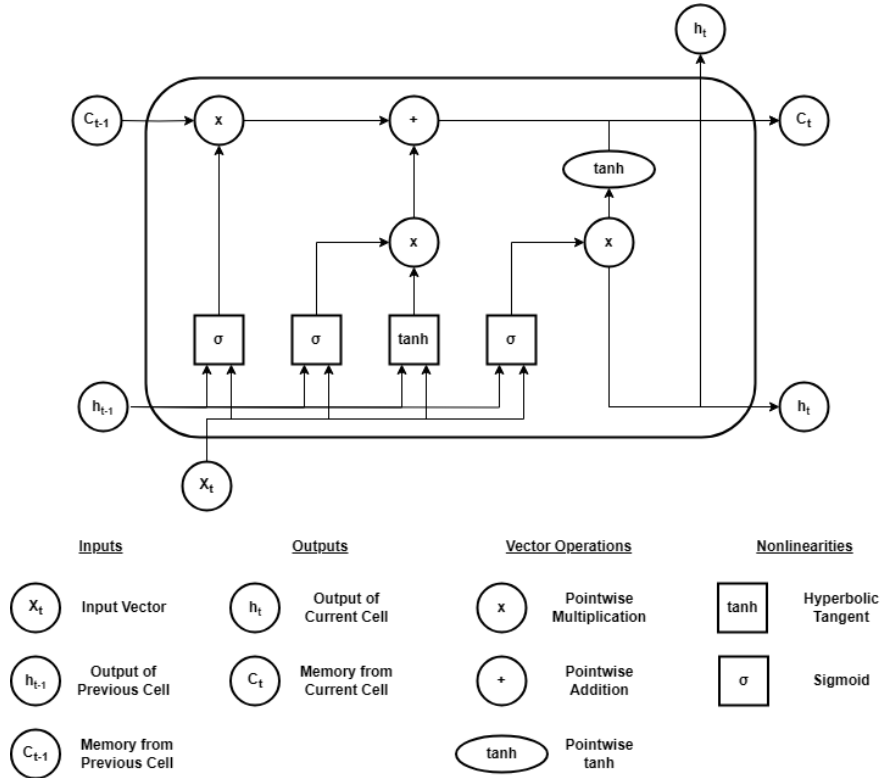 hₜ
Cₜ₋₁
x
+
Cₜ
tanh
x
x
σ
σ
tanh
σ
hₜ₋₁
hₜ
Xₜ
Inputs
Outputs
Vector Operations
Nonlinearities
Xₜ
Input Vector
hₜ
Output of
Current Cell
x
Pointwise
Multiplication
tanh
Hyperbolic
Tangent
hₜ₋₁
Output of
Previous Cell
Cₜ
Memory from
Current Cell
+
Pointwise
Addition
σ
Sigmoid
Cₜ₋₁
Memory from
Previous Cell
tanh
Pointwise
tanh